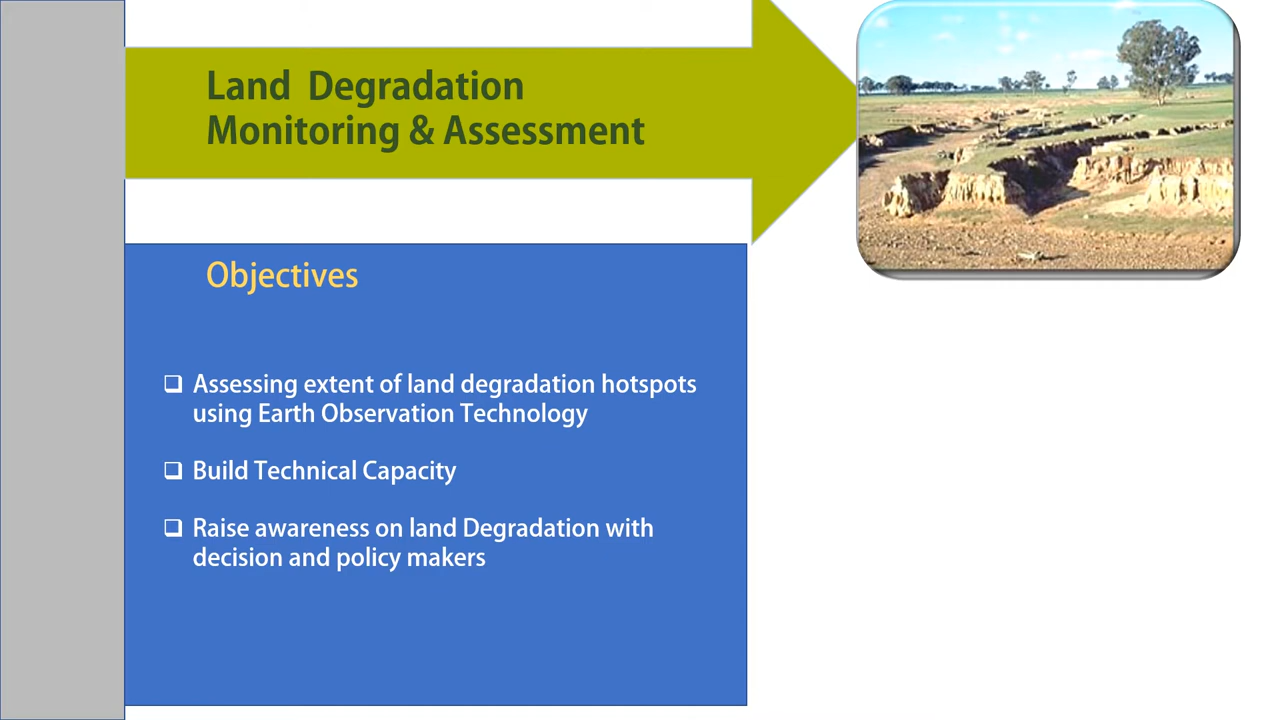 Land Degradation
Monitoring & Assessment
Objectives
❑ Assessing extent of land degradation hotspots
using Earth Observation Technology
❑ Build Technical Capacity
❑ Raise awareness on land Degradation with
decision and policy makers